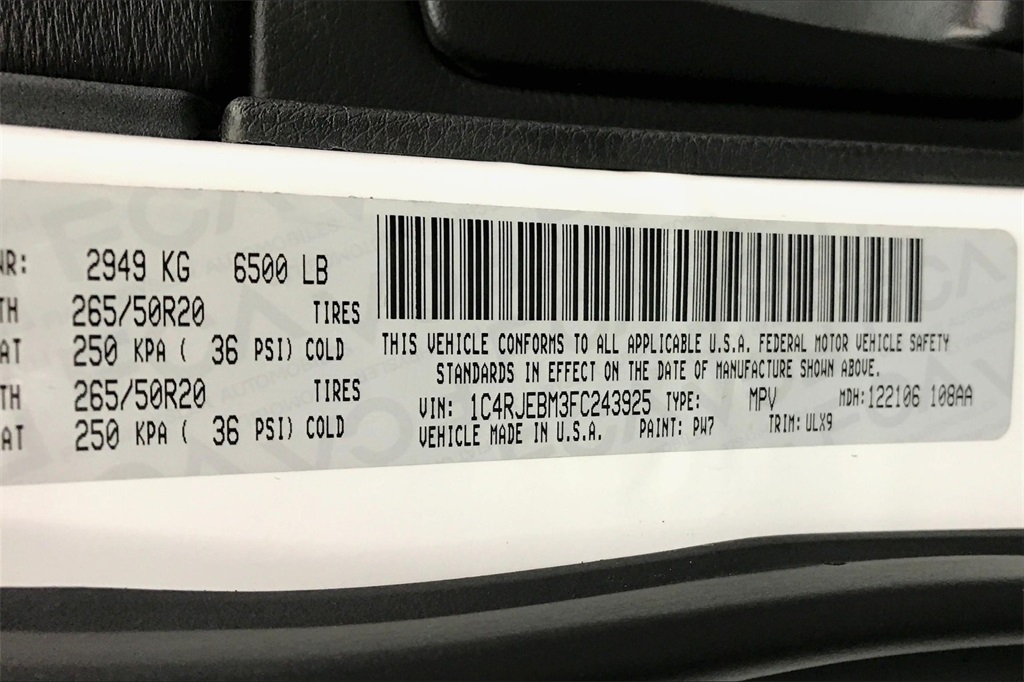 WR: 2949 KG 6500 LB
TH 265/50R20 TIRES
AT 250 KPA ( 36 PSI) COLD
TH 265/50R20 TIRES
AT 250 KPA ( 36 PSI) COLD
THIS VEHICLE CONFORMS TO ALL APPLICABLE U.S.A. FEDERAL MOTOR VEHICLE SAFETY
STANDARDS IN EFFECT ON THE DATE OF MANUFACTURE SHOWN ABOVE.
VIN: 1C4RJEBM3FC243925 TYPE: MPV MDH:122106 108AA
VEHICLE MADE IN U.S.A. PAINT: PW7 TRIM: ULX9